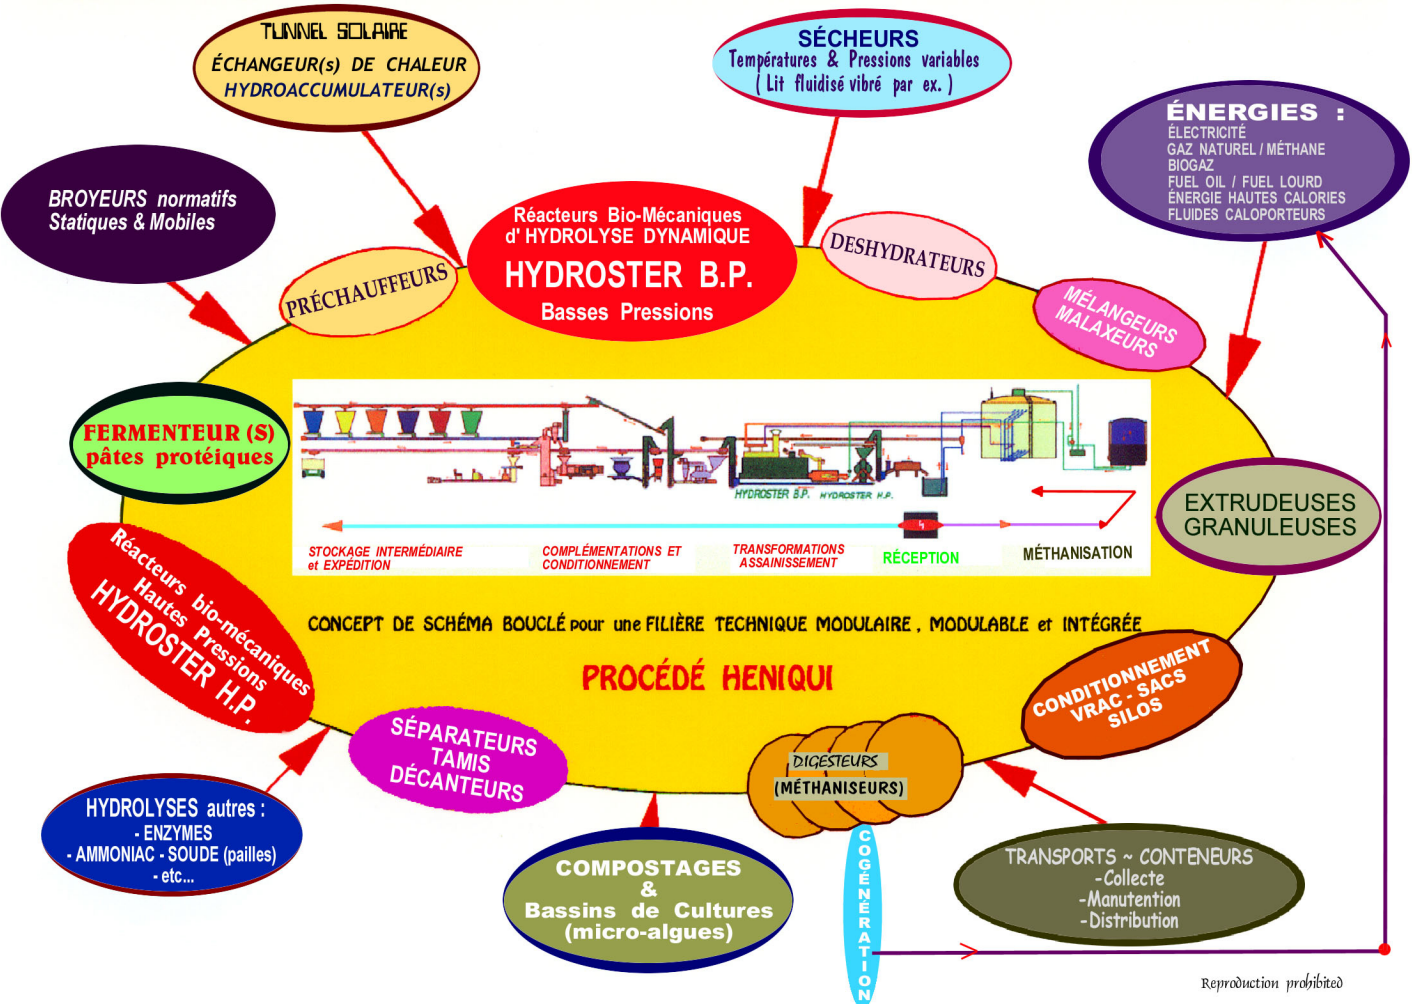 TUNNEL SOLAIRE
ÉCHANGEUR(s) DE CHALEUR
HYDROACCUMULATEUR(s)
SÉCHEURS
Températures & Pressions variables
( Lit fluidisé vibré par ex. )
ÉNERGIES :
ÉLECTRICITÉ
GAZ NATUREL / MÉTHANE
BIOGAZ
FUEL OIL / FUEL LOURD
ÉNERGIE HAUTES CALORIES
FLUIDES CALOPORTEURS
BROYEURS normatifs
Statiques & Mobiles
Réacteurs Bio-Mécaniques
d' HYDROLYSE DYNAMIQUE
HYDROSTER B.P.
Basses Pressions
PRÉCHAUFFEURS
DESHYDRATEURS
MÉLANGEURS
MALAXEURS
FERMENTEUR (S)
pâtes protéiques
EXTRUDEUSES
GRANULEUSES
HYDROSTER B.P.
HYDROSTER H.P.
STOCKAGE INTERMÉDIAIRE
et EXPÉDITION
COMPLÉMENTATIONS ET
CONDITIONNEMENT
TRANSFORMATIONS
ASSAINISSEMENT
RÉCEPTION
MÉTHANISATION
Réacteurs bio-mécaniques
Hautes Pressions
HYDROSTER H.P.
CONCEPT DE SCHÉMA BOUCLÉ pour une FILIÈRE TECHNIQUE MODULAIRE , MODULABLE et INTÉGRÉE
PROCÉDÉ HENIQUI
CONDITIONNEMENT
VRAC - SACS
SILOS
SÉPARATEURS
TAMIS
DÉCANTEURS
DIGESTEURS
(MÉTHANISEURS)
HYDROLYSES autres :
- ENZYMES
- AMMONIAC - SOUDE (pailles)
- etc...
COMPOSTAGES
&
Bassins de Cultures
(micro-algues)
COGÉNÉRATION
TRANSPORTS ~ CONTENEURS
-Collecte
-Manutention
-Distribution
Reproduction prohibited